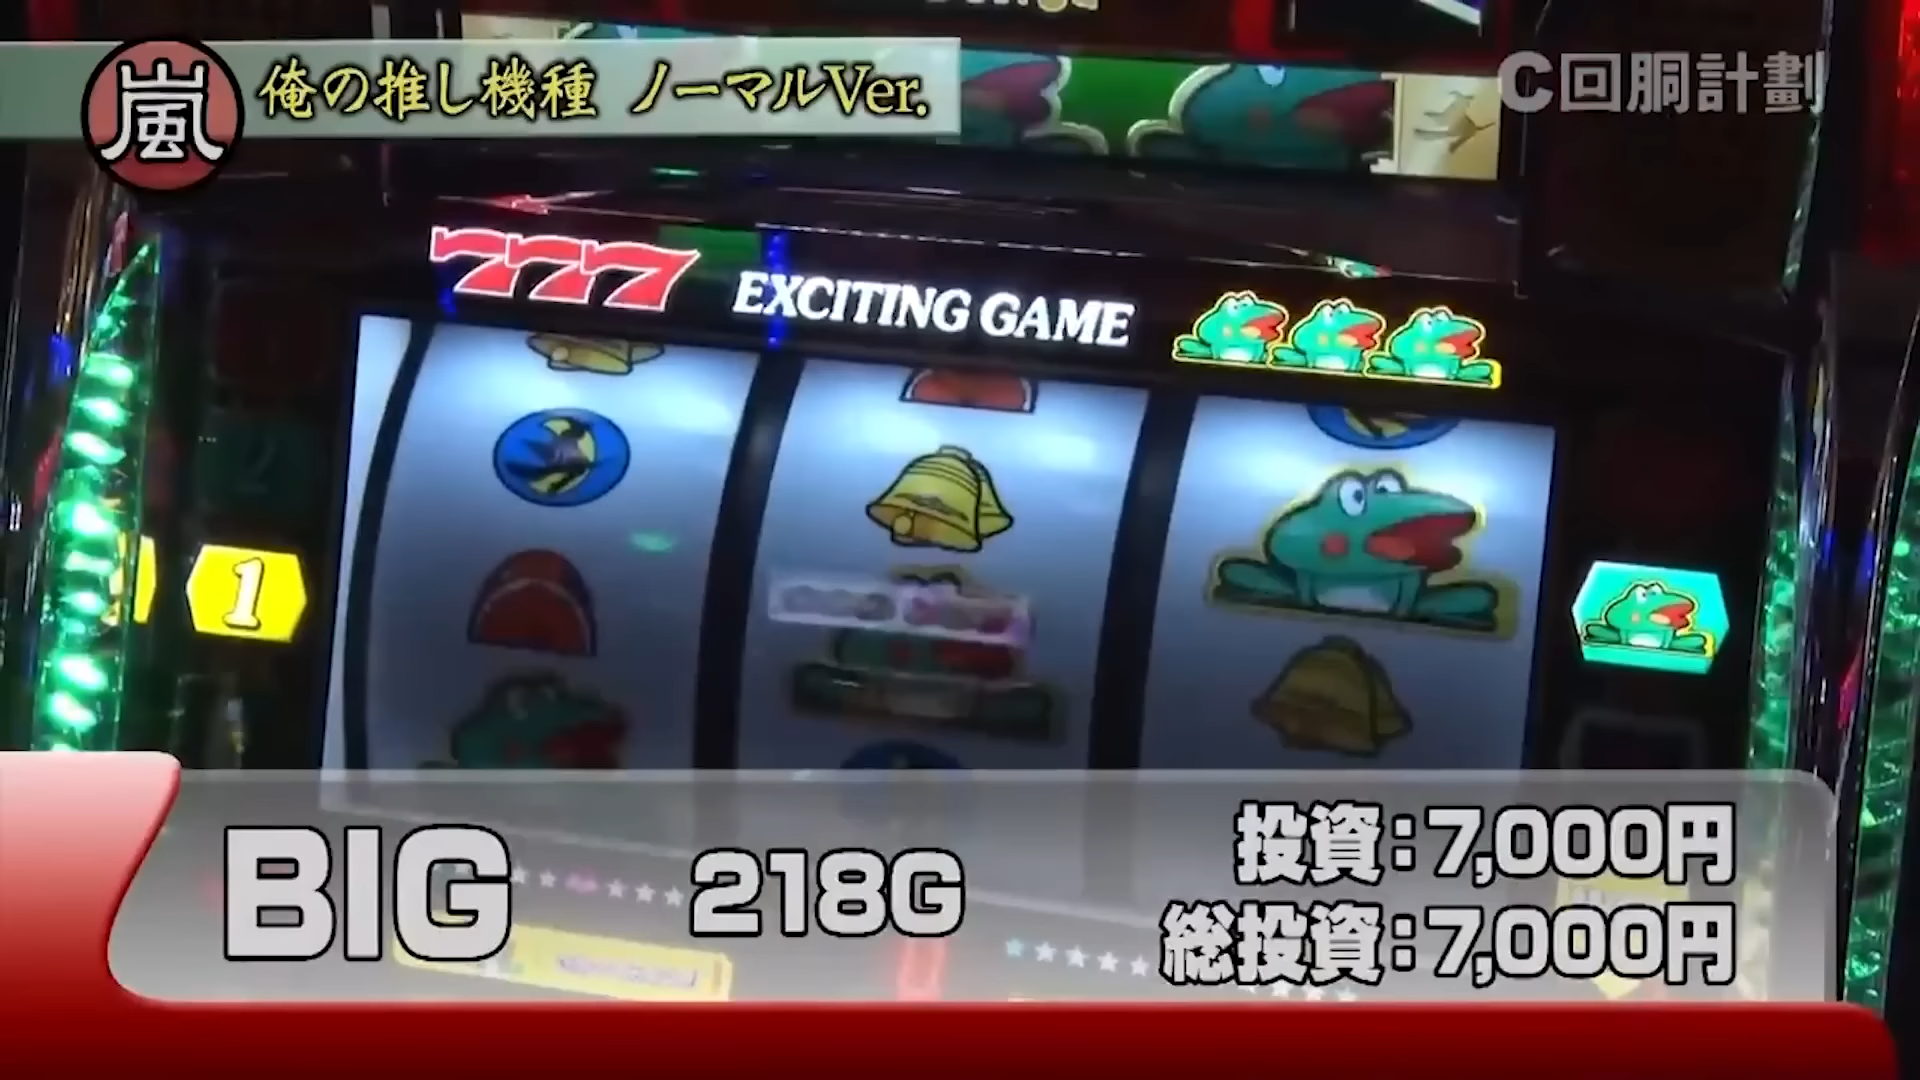 嵐
俺の推し機種 ノーマルVer.
C回胴計劃
777 EXCITING GAME
1
2
BIG 218G
投資:7,000円
総投資:7,000円